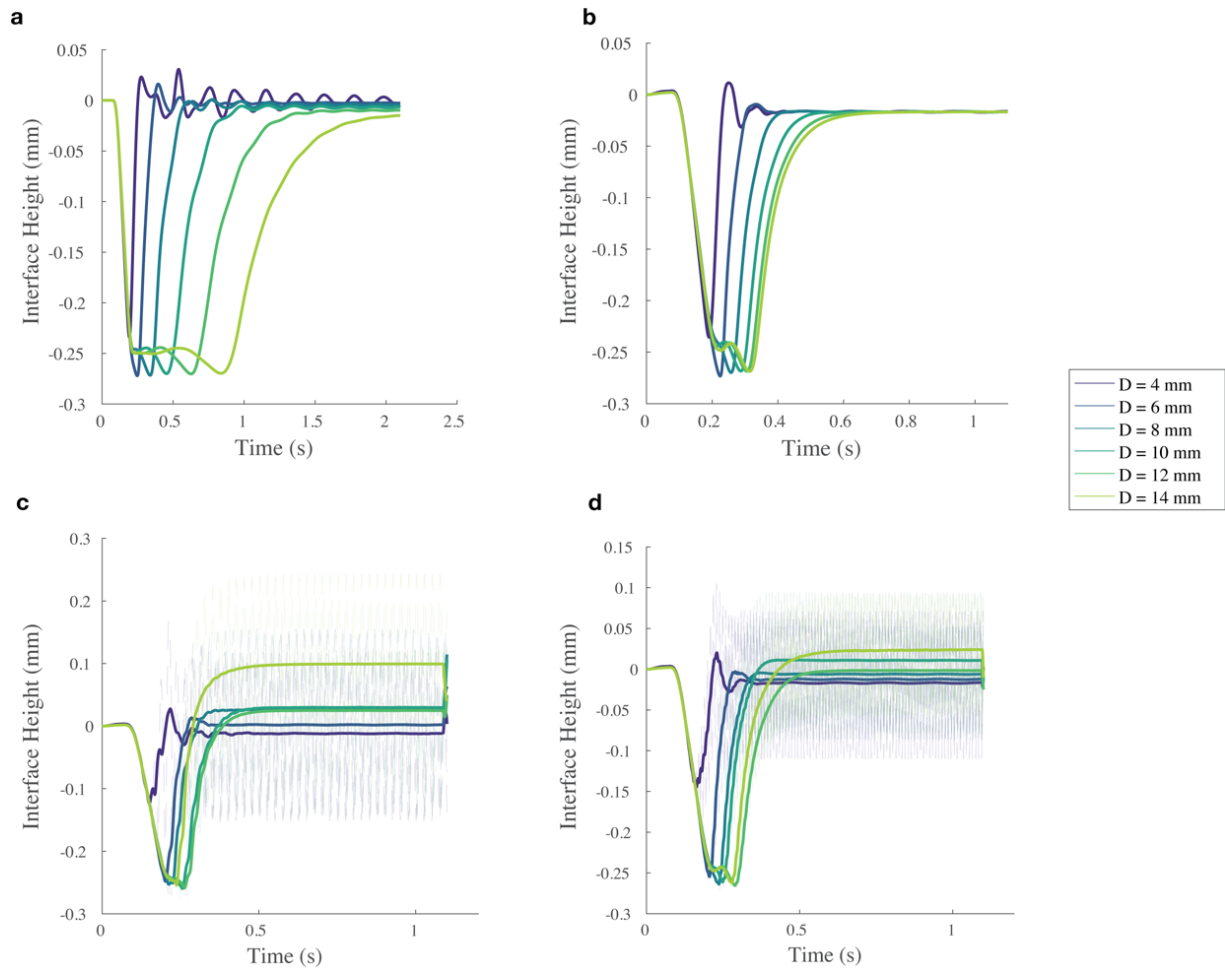 a
0.05
0
-0.05
-0.1
-0.15
-0.2
-0.25
-0.3
Interface Height (mm)
0 0.5 1 1.5 2 2.5
Time (s)
b
0.05
0
-0.05
-0.1
-0.15
-0.2
-0.25
-0.3
Interface Height (mm)
0 0.2 0.4 0.6 0.8 1
Time (s)
D = 4 mm
D = 6 mm
D = 8 mm
D = 10 mm
D = 12 mm
D = 14 mm
c
0.3
0.2
0.1
0
-0.1
-0.2
-0.3
Interface Height (mm)
0 0.5 1
Time (s)
d
0.15
0.1
0.05
0
-0.05
-0.1
-0.15
-0.2
-0.25
-0.3
Interface Height (mm)
0 0.5 1
Time (s)